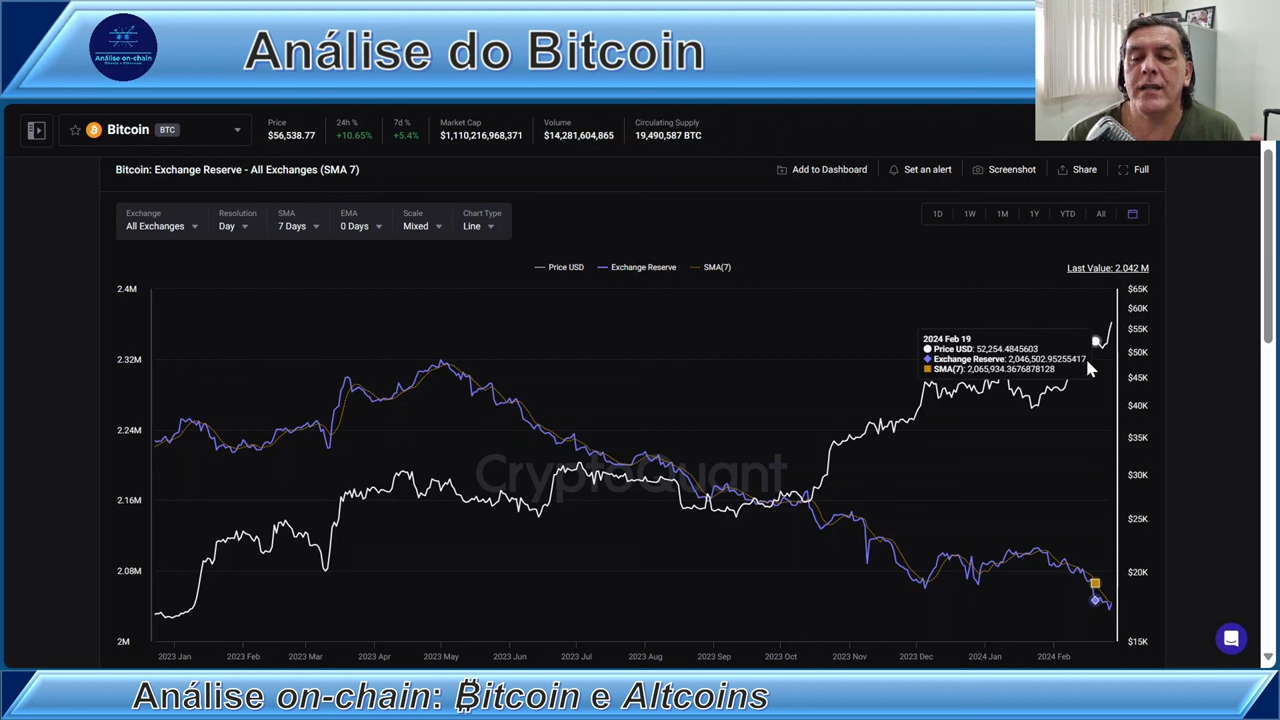 Análise on-chain
Análise do Bitcoin
Bitcoin BTC
Price
$56,538.77
24h %
+10.65%
7d %
+5.4%
Market Cap
$1,110,216,968,371
Volume
$14,281,604,865
Circulating Supply
19,490,587 BTC
Bitcoin: Exchange Reserve - All Exchanges (SMA 7)
Add to Dashboard
Set an alert
Screenshot
Share
Full
Exchange
All Exchanges
Resolution
Day
SMA
7 Days
EMA
0 Days
Scale
Mixed
Chart Type
Line
1D 1W 1M 1Y YTD All
Price USD Exchange Reserve SMA(7)
Last Value: 2.042 M
2.4M
2.32M
2.24M
2.16M
2.08M
2M
CryptoQuant
2024 Feb 19
Price USD: 52,254.4845603
Exchange Reserve: 2,046,502.95255417
SMA(7): 2,065,934.3676878128
$65K
$60K
$55K
$50K
$45K
$40K
$35K
$30K
$25K
$20K
$15K
2023 Jan 2023 Feb 2023 Mar 2023 Apr 2023 May 2023 Jun 2023 Jul 2023 Aug 2023 Sep 2023 Oct 2023 Nov 2023 Dec 2024 Jan 2024 Feb
Análise on-chain: ₿itcoin e Altcoins